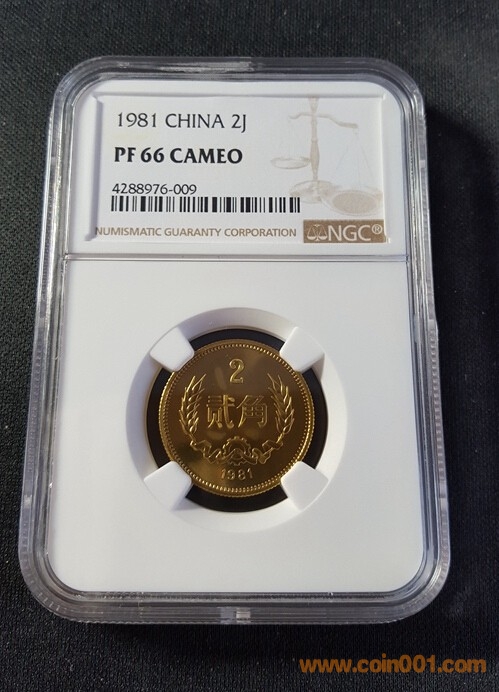 1981 CHINA 2J
PF 66 CAMEO
4288976-009
NUMISMATIC GUARANTY CORPORATION
NGC®
2
贰角
1981
www.coin001.com